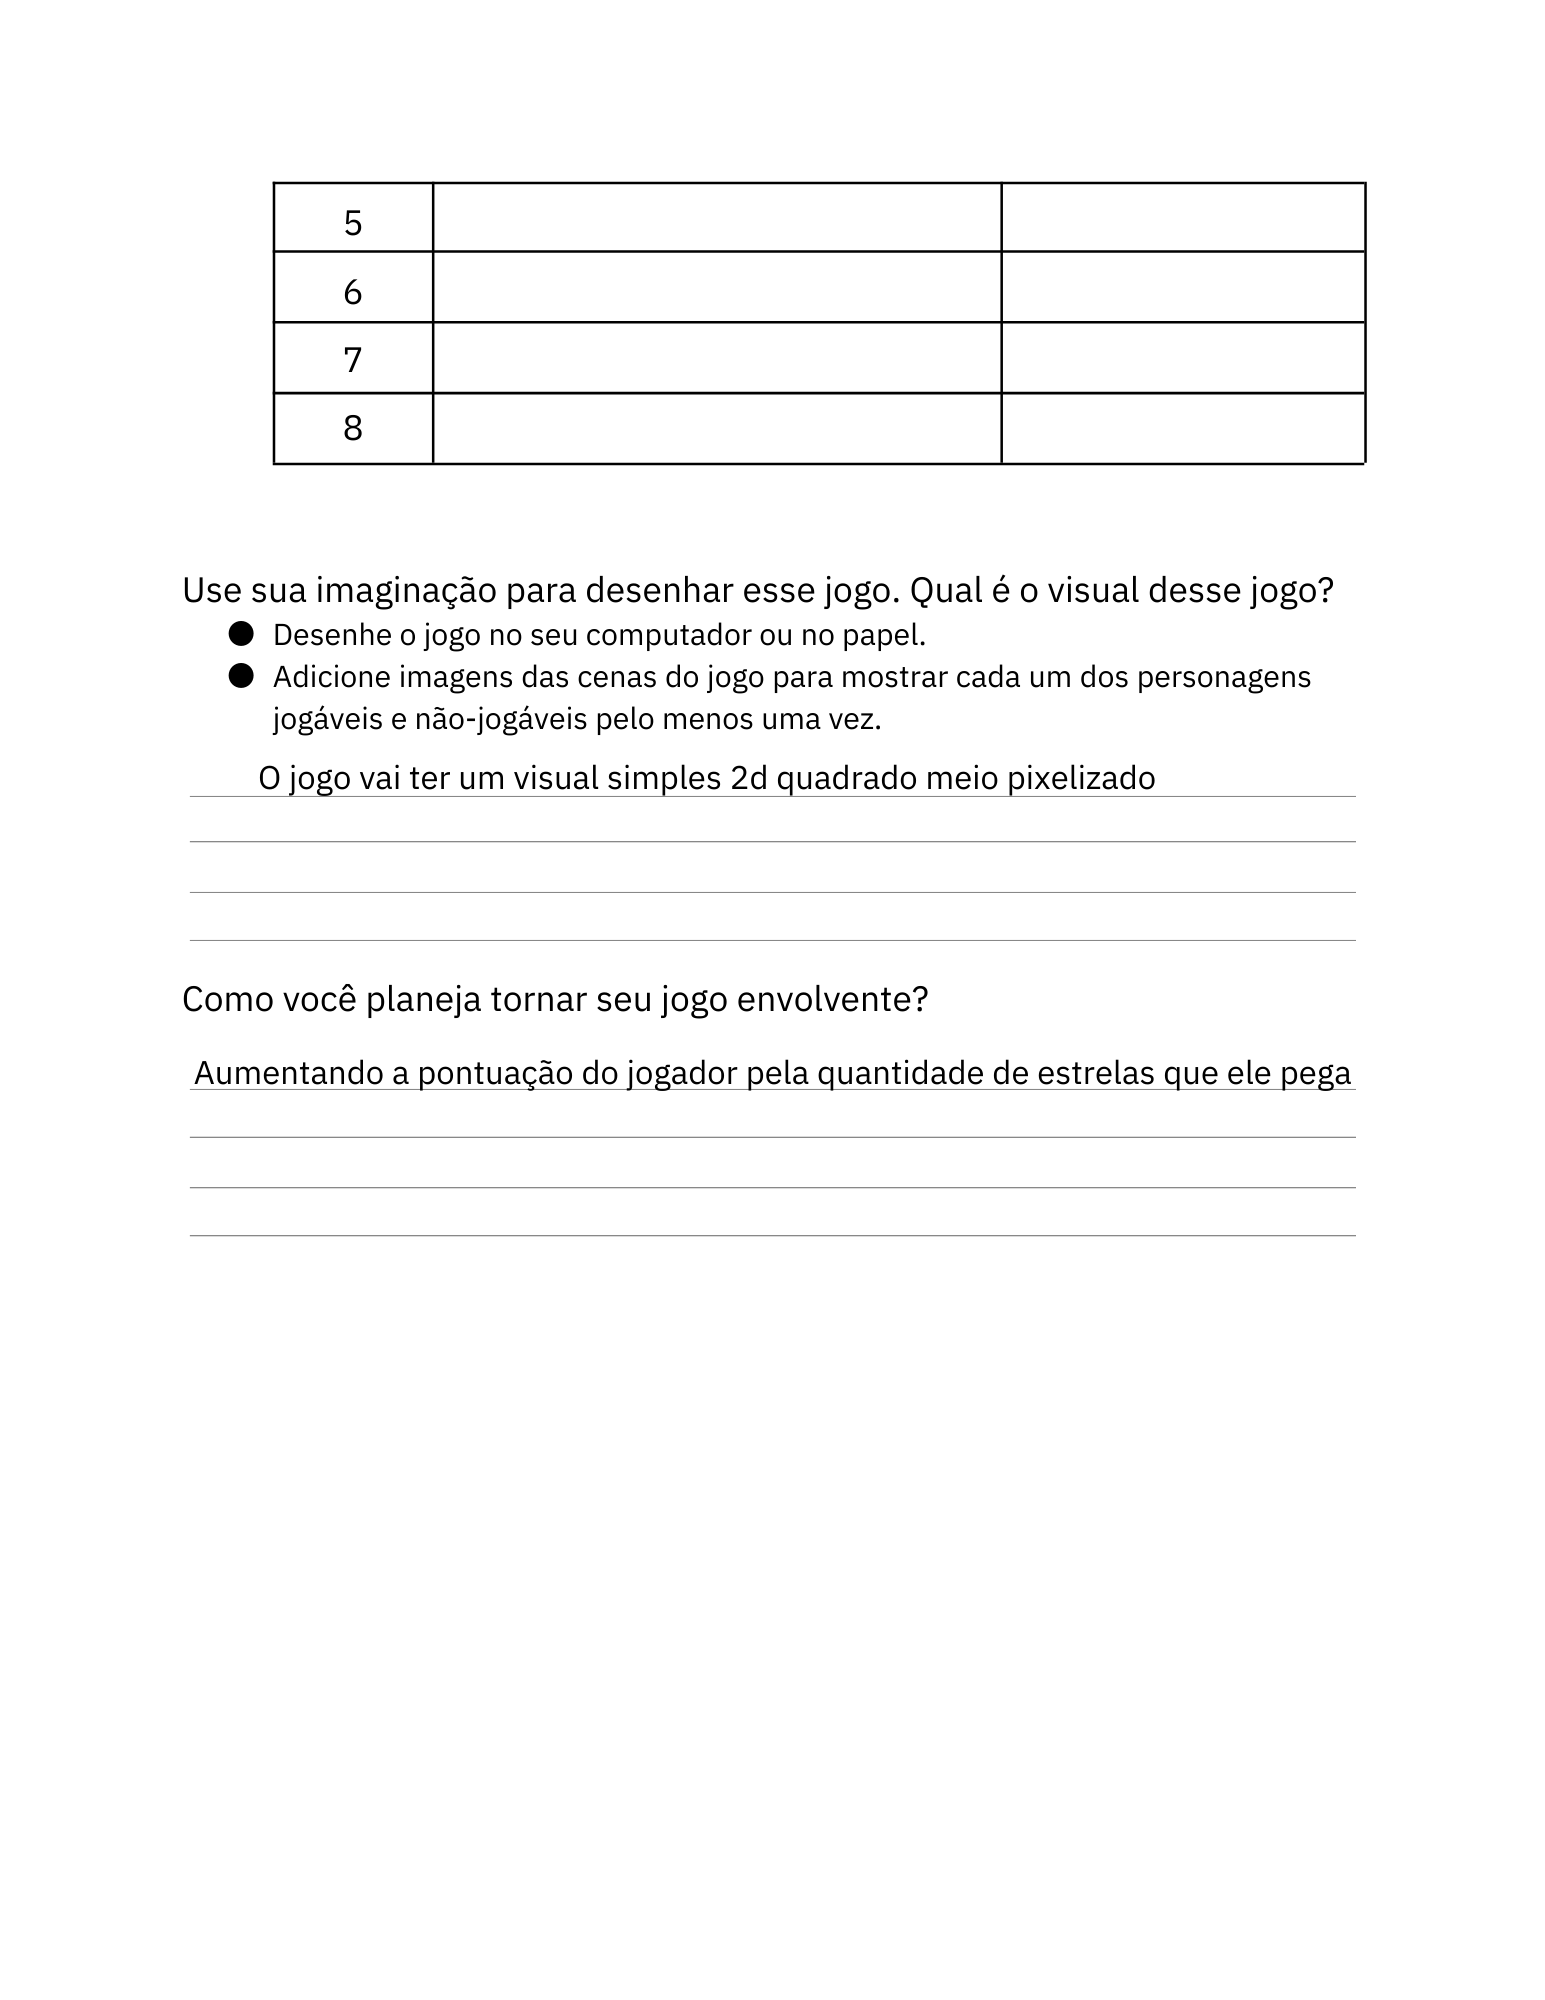 5
6
7
8
Use sua imaginação para desenhar esse jogo. Qual é o visual desse jogo?
● Desenhe o jogo no seu computador ou no papel.
● Adicione imagens das cenas do jogo para mostrar cada um dos personagens
jogáveis e não-jogáveis pelo menos uma vez.
O jogo vai ter um visual simples 2d quadrado meio pixelizado
Como você planeja tornar seu jogo envolvente?
Aumentando a pontuação do jogador pela quantidade de estrelas que ele pega